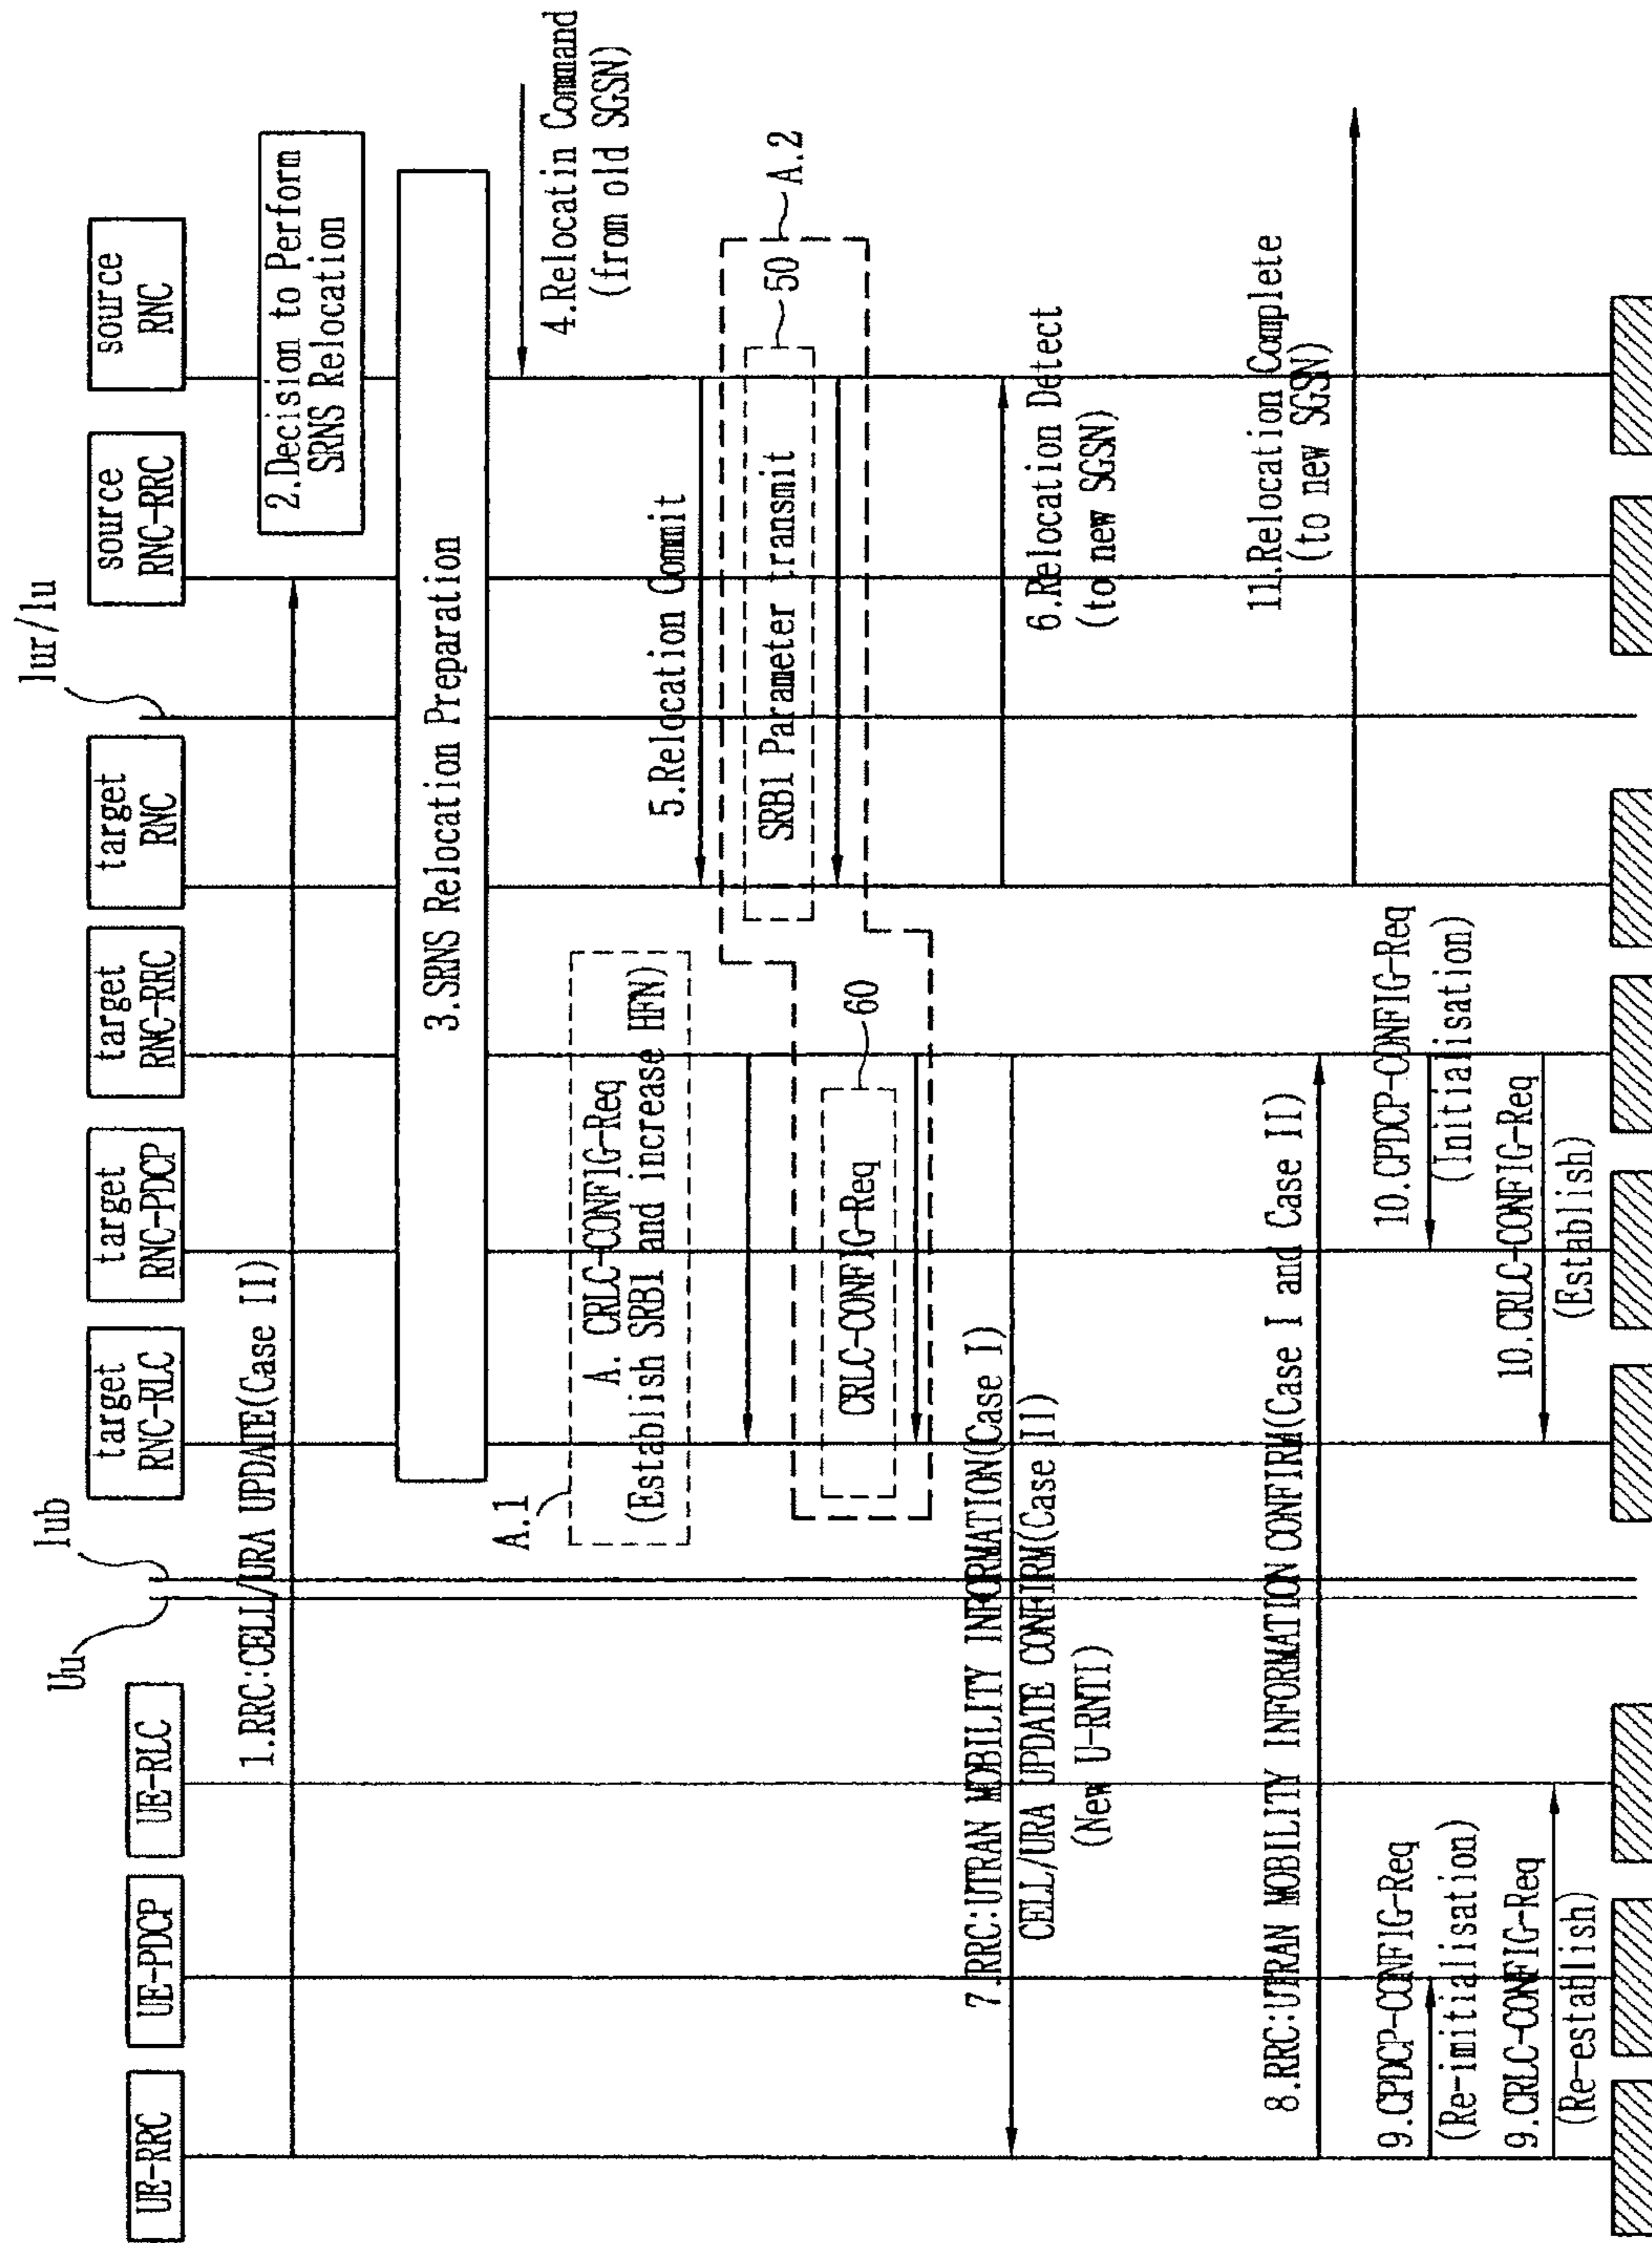 UE-RRC
UE-PDCP
UE-RLC
Uu
Iub
target
RNC-RLC
target
RNC-PDCP
target
RNC-RRC
target
RNC
Iur/Iu
source
RNC-RRC
source
RNC
1.RRC:CELL/URA UPDATE(Case II)
2.Decision to Perform
SRNS Relocation
3.SRNS Relocation Preparation
4.Relocatin Command
(from old SGSN)
A.1
A. CRLC-CONFIG-Req
(Establish SRB1 and increase HFN)
5.Relocation Commit
SRB1 Parameter transmit
50
A.2
CRLC-CONFIG-Req
60
6.Relocation Detect
(to new SGSN)
7.RRC:UTRAN MOBILITY INFORMATION(Case I)
CELL/URA UPDATE CONFIRM(Case II)
(New U-RNTI)
8.RRC:UTRAN MOBILITY INFORMATION CONFIRM(Case I and Case II)
11.Relocation Complete
(to new SGSN)
9.CPDCP-CONFIG-Req
(Re-imitialisation)
9.CRLC-CONFIG-Req
(Re-establish)
10.CPDCP-CONFIG-Req
(Initialisation)
10.CRLC-CONFIG-Req
(Establish)